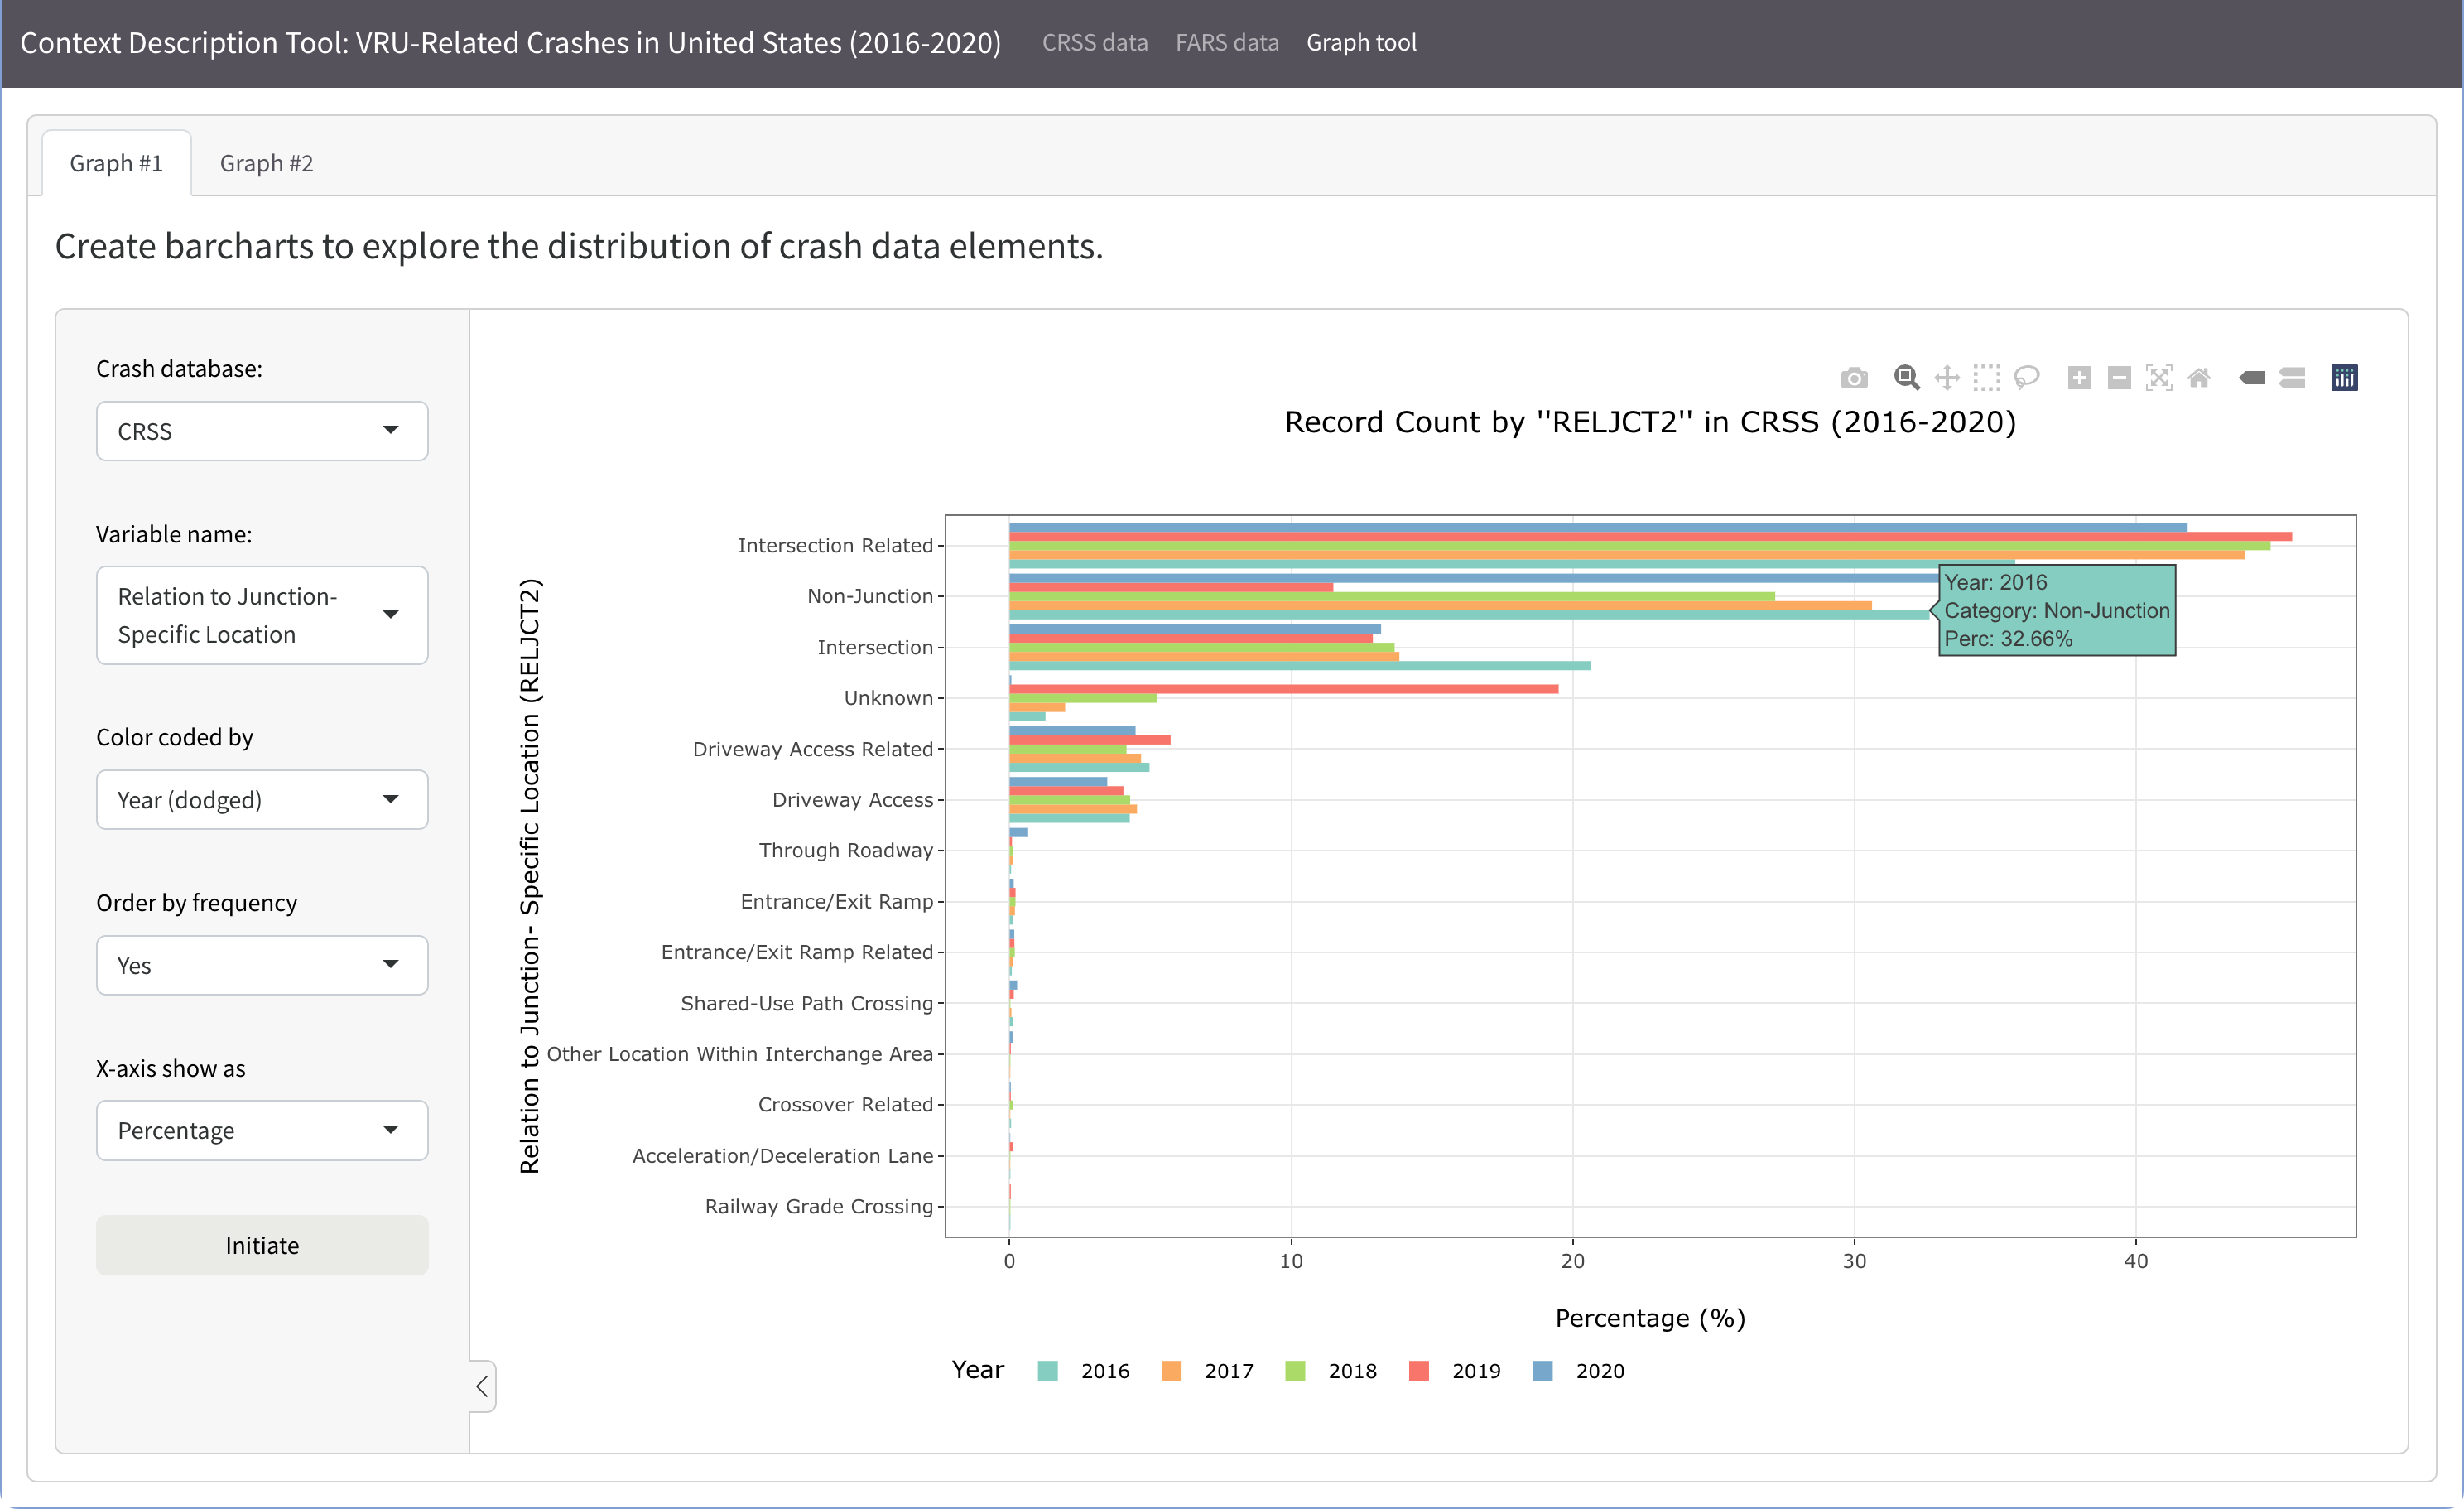 Context Description Tool: VRU-Related Crashes in United States (2016-2020) CRSS data FARS data Graph tool
Graph #1 Graph #2
Create barcharts to explore the distribution of crash data elements.
Crash database:
CRSS
Variable name:
Relation to Junction-
Specific Location
Color coded by
Year (dodged)
Order by frequency
Yes
X-axis show as
Percentage
Initiate
Record Count by "RELJCT2" in CRSS (2016-2020)
Relation to Junction- Specific Location (RELJCT2)
Intersection Related
Non-Junction
Intersection
Unknown
Driveway Access Related
Driveway Access
Through Roadway
Entrance/Exit Ramp
Entrance/Exit Ramp Related
Shared-Use Path Crossing
Other Location Within Interchange Area
Crossover Related
Acceleration/Deceleration Lane
Railway Grade Crossing
Year: 2016
Category: Non-Junction
Perc: 32.66%
0 10 20 30 40
Percentage (%)
Year 2016 2017 2018 2019 2020